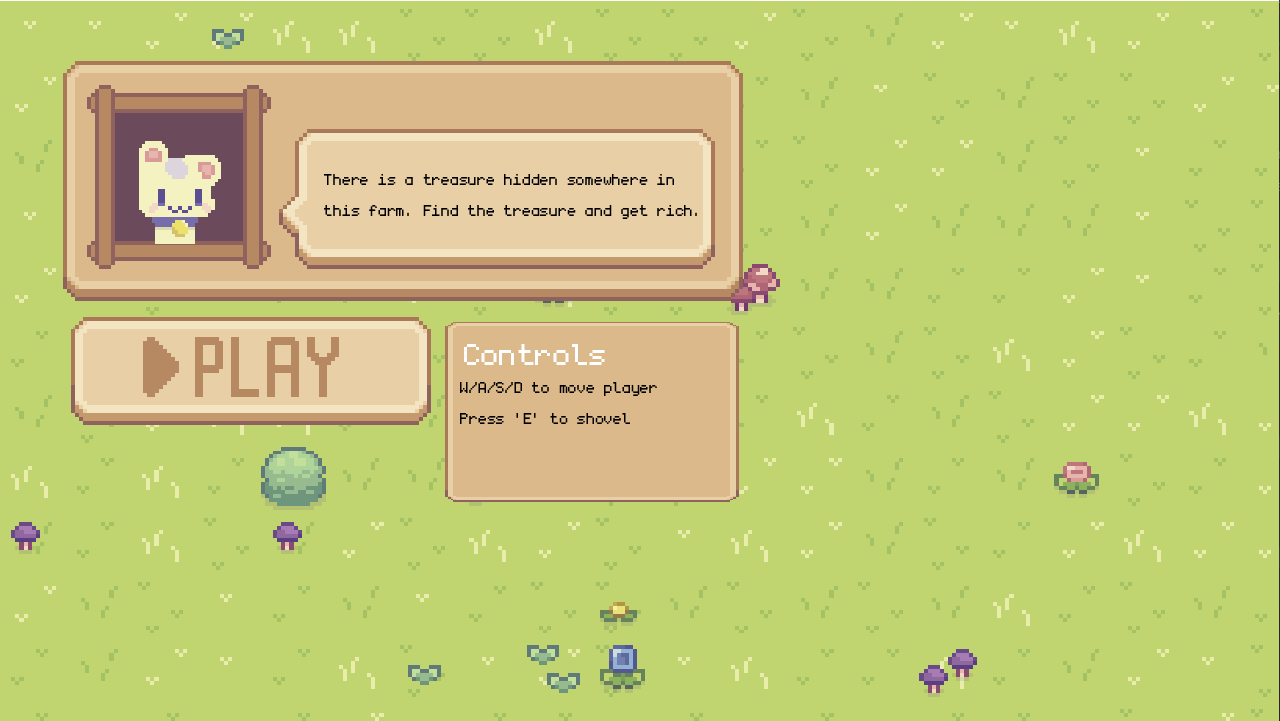 There is a treasure hidden somewhere in
this farm. Find the treasure and get rich.
PLAY
Controls
W/A/S/D to move player
Press 'E' to shovel